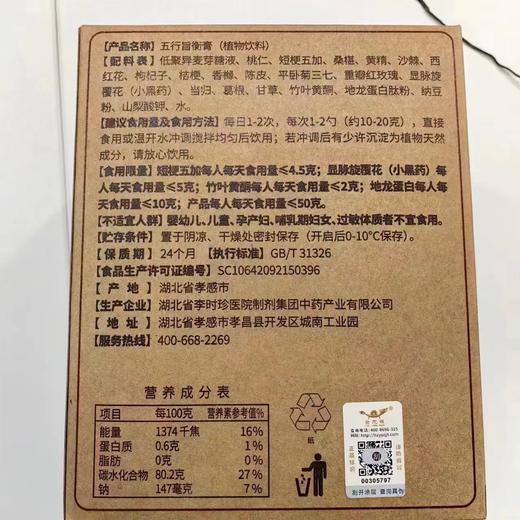 【产品名称】五行旨衡膏（植物饮料）
【配料表】低聚异麦芽糖液、桃仁、短梗五加、桑椹、黄精、沙棘、西
红花、枸杞子、桔梗、香橼、陈皮、平卧菊三七、重瓣红玫瑰、显脉旋
覆花（小黑药）、当归、葛根、甘草、竹叶黄酮、地龙蛋白肽粉、纳豆
粉、山梨酸钾、水。
【建议食用量及食用方法】每日1-2次，每次1-2勺（约10-20克），直接
食用或温开水冲调搅拌均匀后饮用；若冲调后有少许沉淀为植物天然
成分，请放心饮用。
【食用限量】短梗五加每人每天食用量≤4.5克；显脉旋覆花（小黑药）每
人每天食用量≤5克；竹叶黄酮每人每天食用量≤2克；地龙蛋白每人每
天食用量≤10克；产品每人每天食用量≤50克。
【不适宜人群】婴幼儿、儿童、孕产妇、哺乳期妇女、过敏体质者不宜食用。
【贮存条件】置于阴凉、干燥处密封保存（开启后0-10℃保存）。
【保质期】24个月 【执行标准】GB/T 31326
【食品生产许可证编号】SC10642092150396
【产地】湖北省孝感市
【生产企业】湖北省李时珍医院制剂集团中药产业有限公司
【地址】湖北省孝感市孝昌县开发区城南工业园
【服务热线】400-668-2269
营养成分表
项目 每100克 营养素参考值%
能量 1374千焦 16%
蛋白质 0.6克 1%
脂肪 0克 0%
碳水化合物 80.2克 27%
钠 147毫克 7%
纸
00305797
刮开涂层 查询真伪